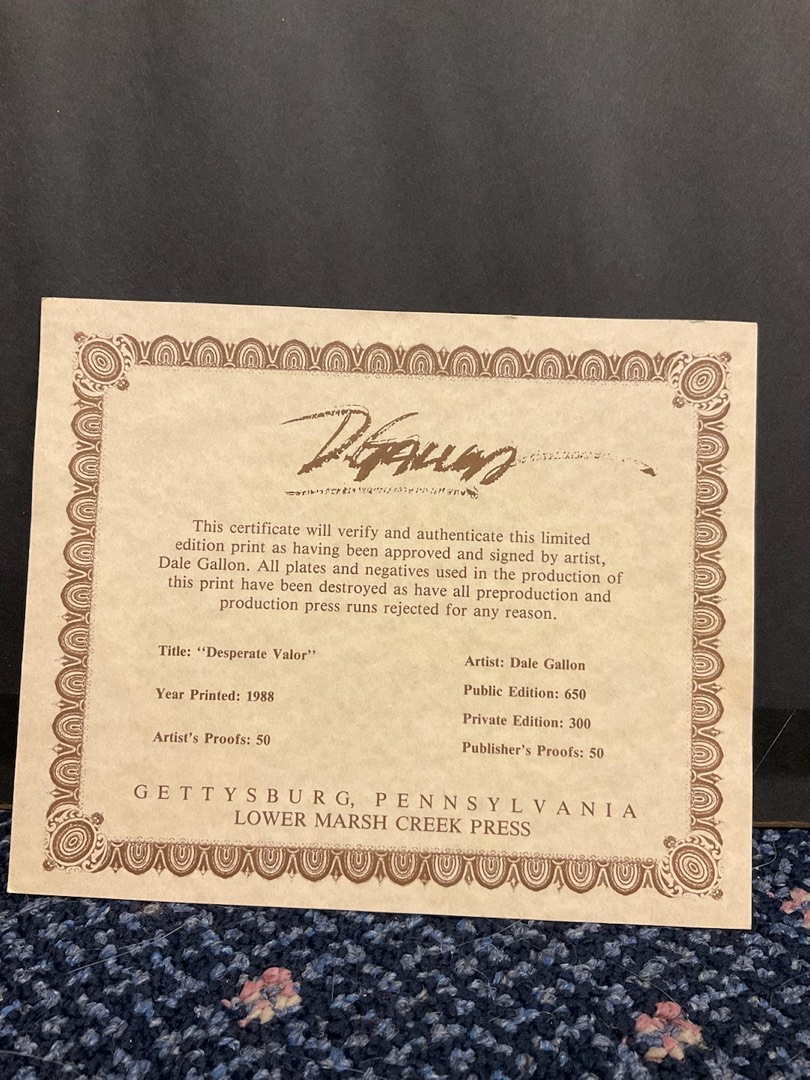 D Gallon
This certificate will verify and authenticate this limited
edition print as having been approved and signed by artist,
Dale Gallon. All plates and negatives used in the production of
this print have been destroyed as have all preproduction and
production press runs rejected for any reason.
Title: “Desperate Valor”
Year Printed: 1988
Artist's Proofs: 50
Artist: Dale Gallon
Public Edition: 650
Private Edition: 300
Publisher's Proofs: 50
GETTYSBURG, PENNSYLVANIA
LOWER MARSH CREEK PRESS